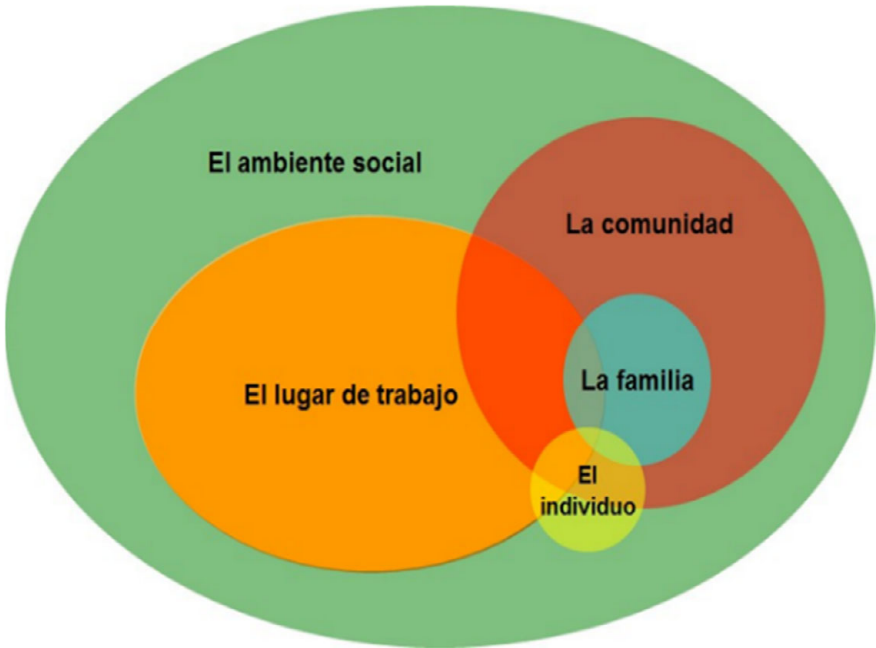 El ambiente social
La comunidad
La familia
El lugar de trabajo
El
individuo